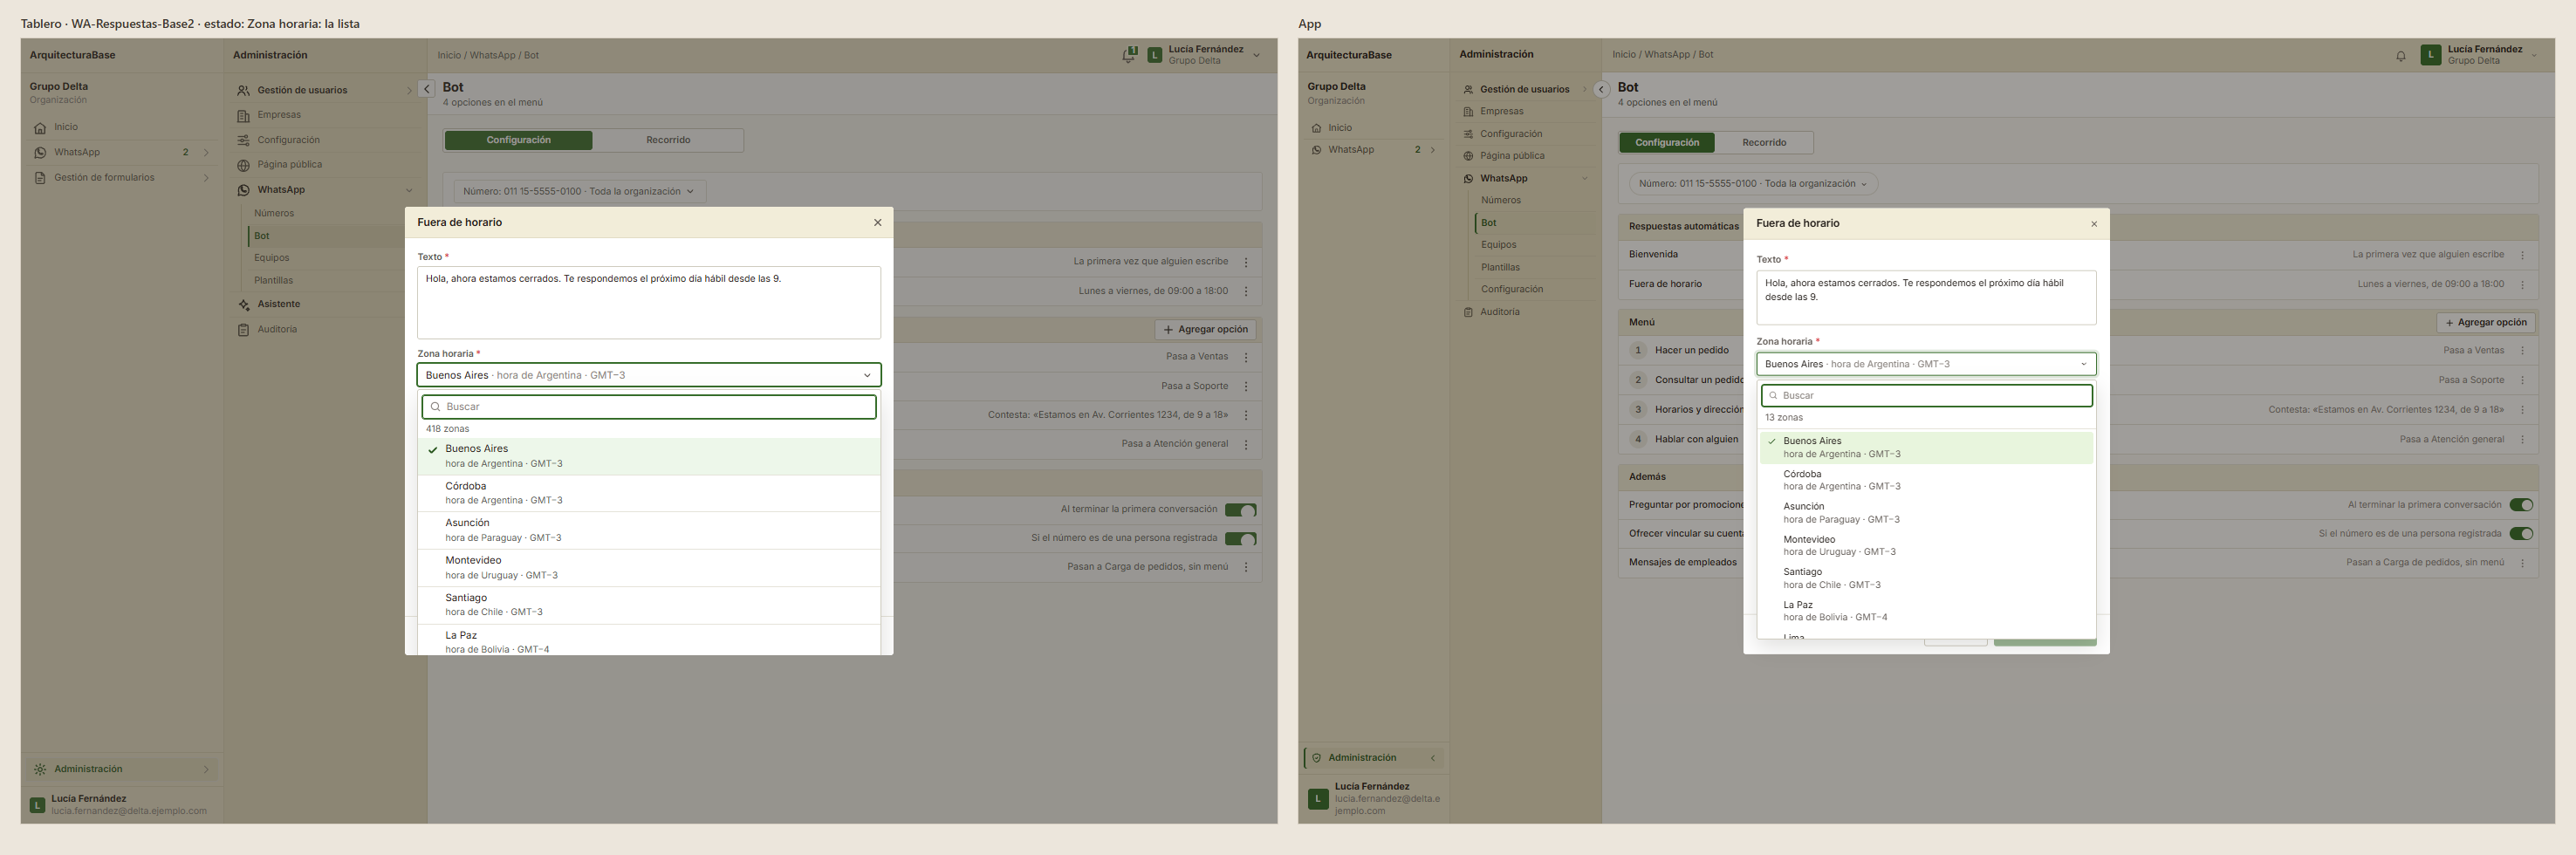 Tablero · WA-Respuestas-Base2 · estado: Zona horaria: la lista
ArquitecturaBase
Grupo Delta
Organización
Inicio
WhatsApp 2
Gestión de formularios
Administración
Lucía Fernández
lucia.fernandez@delta.ejemplo.com
Administración
Gestión de usuarios
Empresas
Configuración
Página pública
WhatsApp
Números
Bot
Equipos
Plantillas
Asistente
Auditoría
Inicio / WhatsApp / Bot
1
L
Lucía Fernández
Grupo Delta
Bot
4 opciones en el menú
Configuración
Recorrido
Número: 011 15-5555-0100 · Toda la organización
La primera vez que alguien escribe
Lunes a viernes, de 09:00 a 18:00
Agregar opción
Pasa a Ventas
Pasa a Soporte
Contesta: «Estamos en Av. Corrientes 1234, de 9 a 18»
Pasa a Atención general
Al terminar la primera conversación
Si el número es de una persona registrada
Pasan a Carga de pedidos, sin menú
Fuera de horario
Texto *
Hola, ahora estamos cerrados. Te respondemos el próximo día hábil desde las 9.
Zona horaria *
Buenos Aires · hora de Argentina · GMT−3
Buscar
418 zonas
Buenos Aires
hora de Argentina · GMT−3
Córdoba
hora de Argentina · GMT−3
Asunción
hora de Paraguay · GMT−3
Montevideo
hora de Uruguay · GMT−3
Santiago
hora de Chile · GMT−3
La Paz
hora de Bolivia · GMT−4
L
App
ArquitecturaBase
Grupo Delta
Organización
Inicio
WhatsApp 2
Administración
L
Lucía Fernández
lucia.fernandez@delta.e
jemplo.com
Administración
Gestión de usuarios
Empresas
Configuración
Página pública
WhatsApp
Números
Bot
Equipos
Plantillas
Configuración
Auditoría
Inicio / WhatsApp / Bot
L
Lucía Fernández
Grupo Delta
Bot
4 opciones en el menú
Configuración
Recorrido
Número: 011 15-5555-0100 · Toda la organización
Respuestas automáticas
Bienvenida
La primera vez que alguien escribe
Fuera de horario
Lunes a viernes, de 09:00 a 18:00
Menú
Agregar opción
1 Hacer un pedido
Pasa a Ventas
2 Consultar un pedido
Pasa a Soporte
3 Horarios y dirección
Contesta: «Estamos en Av. Corrientes 1234, de 9 a 18»
4 Hablar con alguien
Pasa a Atención general
Además
Preguntar por promocione
Al terminar la primera conversación
Ofrecer vincular su cuent
Si el número es de una persona registrada
Mensajes de empleados
Pasan a Carga de pedidos, sin menú
Fuera de horario
Texto *
Hola, ahora estamos cerrados. Te respondemos el próximo día hábil
desde las 9.
Zona horaria *
Buenos Aires · hora de Argentina · GMT−3
Buscar
13 zonas
Buenos Aires
hora de Argentina · GMT−3
Córdoba
hora de Argentina · GMT−3
Asunción
hora de Paraguay · GMT−3
Montevideo
hora de Uruguay · GMT−3
Santiago
hora de Chile · GMT−3
La Paz
hora de Bolivia · GMT−4
Lima